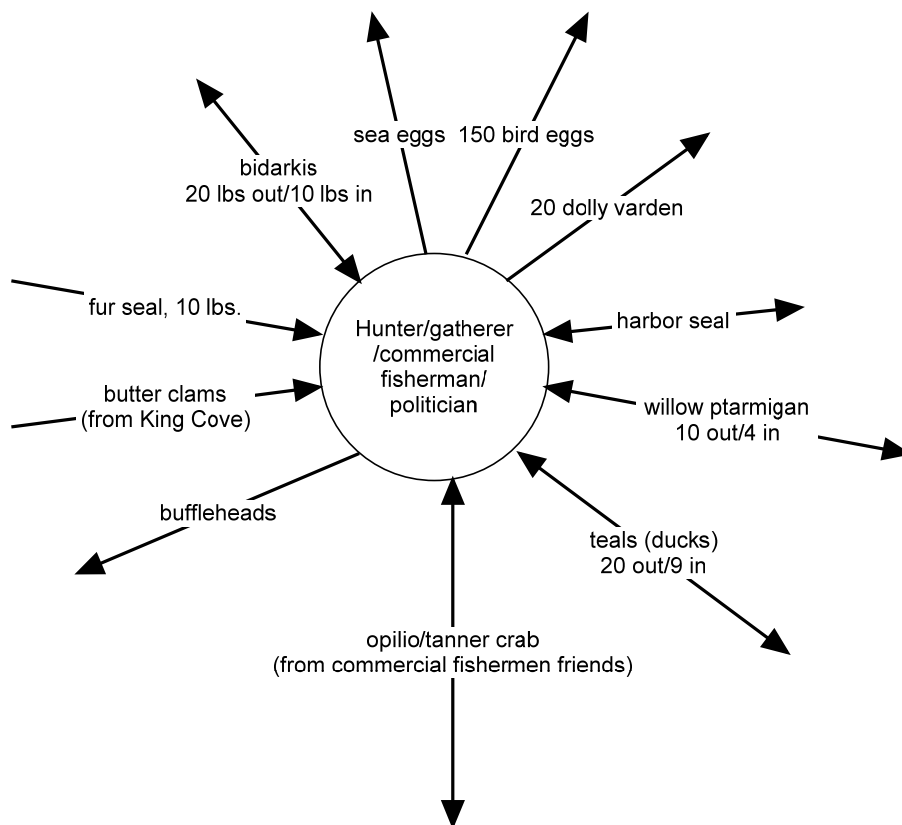 sea eggs
150 bird eggs
bidarkis
20 lbs out/10 lbs in
20 dolly varden
fur seal, 10 lbs.
harbor seal
Hunter/gatherer
/commercial
fisherman/
politician
butter clams
(from King Cove)
willow ptarmigan
10 out/4 in
buffleheads
teals (ducks)
20 out/9 in
opilio/tanner crab
(from commercial fishermen friends)